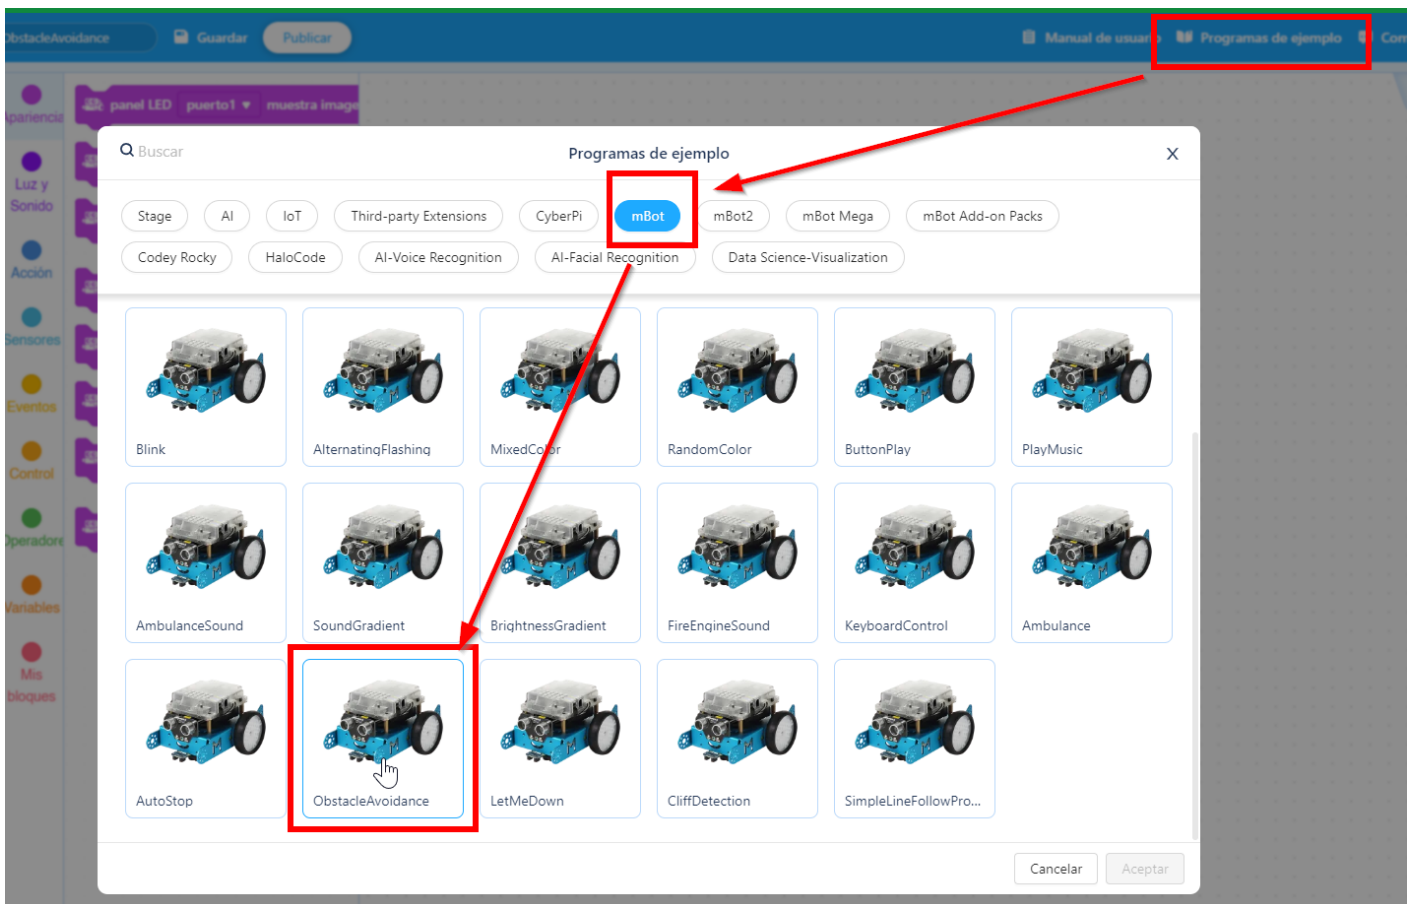 ObstacleAvoidance
Guardar
Publicar
Manual de usuario
Programas de ejemplo
Apariencia
panel LED puerto1 muestra image
Luz y
Sonido
Acción
Sensores
Eventos
Control
Operadore
Variables
Mis
bloques
Buscar
Programas de ejemplo
X
Stage AI IoT Third-party Extensions CyberPi mBot mBot2 mBot Mega mBot Add-on Packs
Codey Rocky HaloCode AI-Voice Recognition AI-Facial Recognition Data Science-Visualization
Blink AlternatingFlashing MixedColor RandomColor ButtonPlay PlayMusic
AmbulanceSound SoundGradient BrightnessGradient FireEngineSound KeyboardControl Ambulance
AutoStop ObstacleAvoidance LetMeDown CliffDetection SimpleLineFollowPro...
Cancelar Aceptar